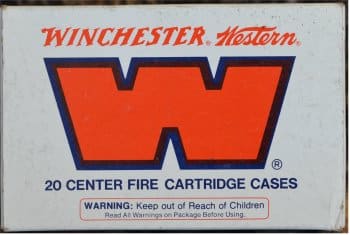 WINCHESTER® Western®
W®
20 CENTER FIRE CARTRIDGE CASES
WARNING: Keep out of Reach of Children
Read All Warnings on Package Before Using.